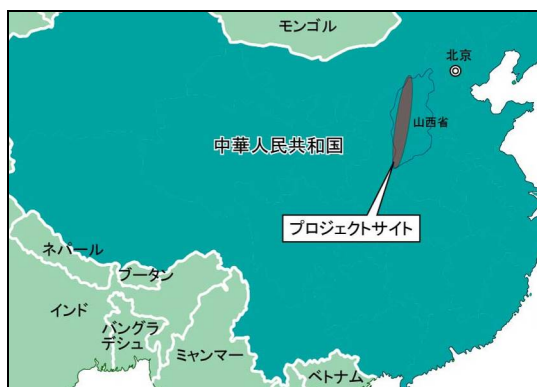 モンゴル
北京
山西省
中華人民共和国
プロジェクトサイト
ネパール
ブータン
インド
バングラ
デシュ
ミャンマー
ベトナム